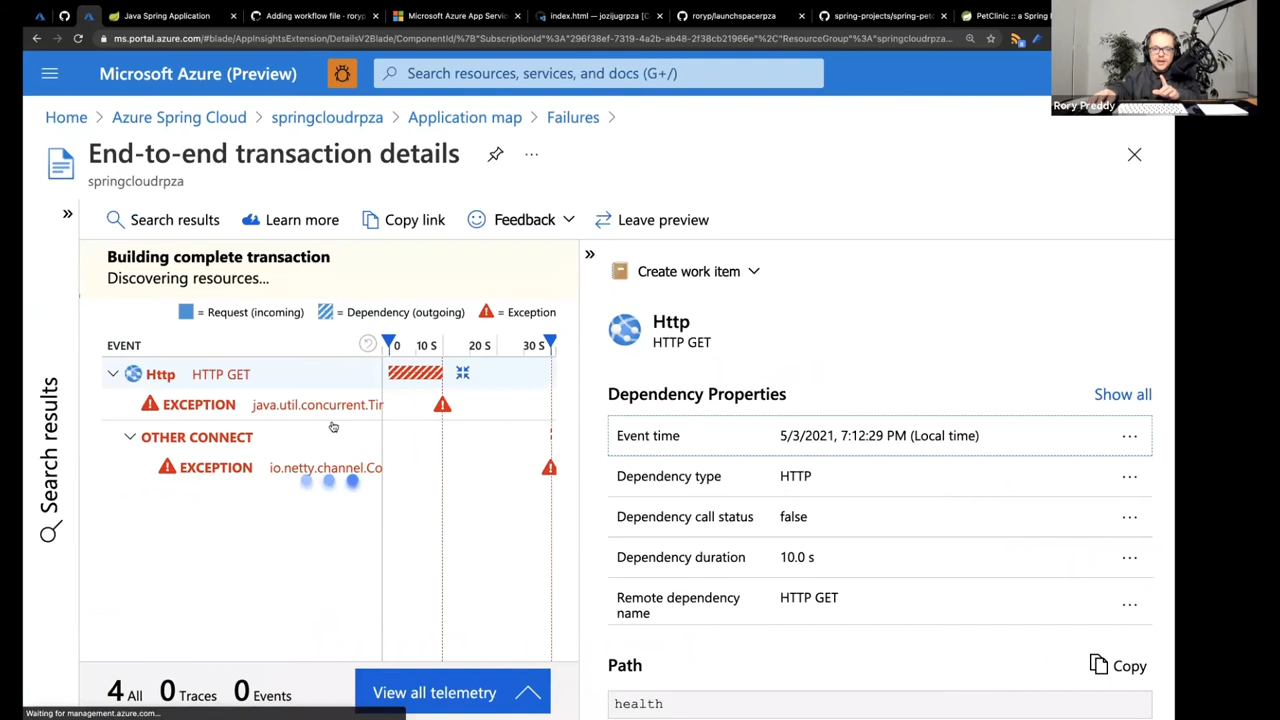 Java Spring Application
Adding workflow file · roryp
Microsoft Azure App Servic
index.html — jozijugrpza [C
roryp/launchspacerpza
spring-projects/spring-petc
PetClinic :: a Spring
ms.portal.azure.com/#blade/AppInsightsExtension/DetailsV2Blade/ComponentId/%7B"SubscriptionId"%3A"296f38ef-7319-4a2b-ab48-2f38cb21966e"%2C"ResourceGroup"%3A"springcloudrpza...
Microsoft Azure (Preview)
Search resources, services, and docs (G+/)
Rory Preddy
Home > Azure Spring Cloud > springcloudrpza > Application map > Failures >
End-to-end transaction details
springcloudrpza
Search results
Learn more
Copy link
Feedback
Leave preview
Search results
Building complete transaction
Discovering resources...
= Request (incoming)
= Dependency (outgoing)
= Exception
EVENT
0 10 S 20 S 30 S
Http HTTP GET
EXCEPTION java.util.concurrent.Tir
OTHER CONNECT
EXCEPTION io.netty.channel.Co
4 All 0 Traces 0 Events
View all telemetry
Waiting for management.azure.com...
Create work item
Http
HTTP GET
Dependency Properties
Show all
Event time 5/3/2021, 7:12:29 PM (Local time) ...
Dependency type HTTP ...
Dependency call status false ...
Dependency duration 10.0 s ...
Remote dependency name HTTP GET ...
Path
Copy
health